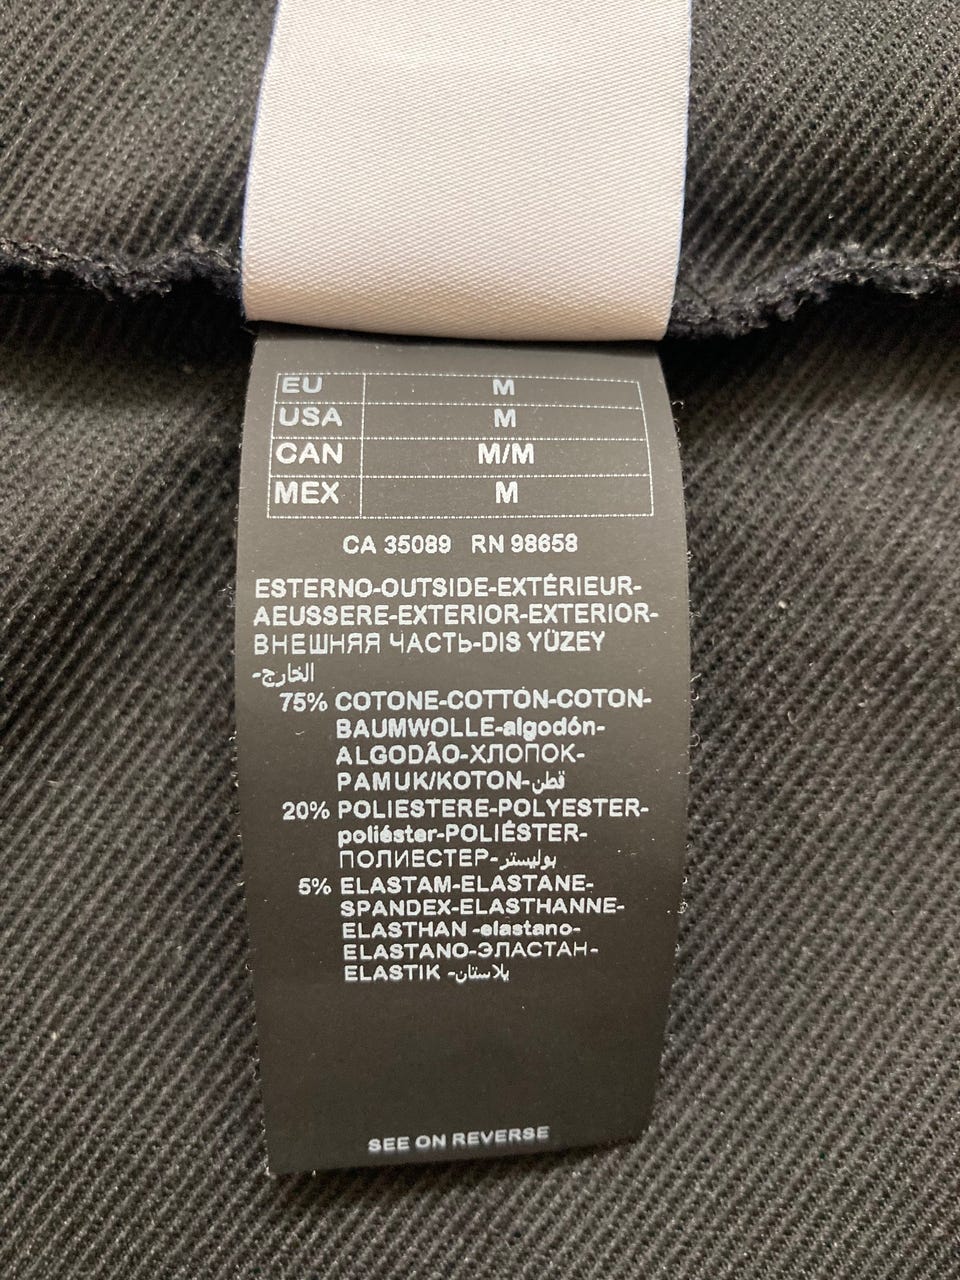 EU M
USA M
CAN M/M
MEX M
CA 35089 RN 98658
ESTERNO-OUTSIDE-EXTÉRIEUR-
AEUSSERE-EXTERIOR-EXTERIOR-
ВНЕШНЯЯ ЧАСТЬ-DIS YÜZEY
-الخارج
75% COTONE-COTTON-COTON-
BAUMWOLLE-algodón-
ALGODÃO-ХЛОПОК-
PAMUK/KOTON-قطن
20% POLIESTERE-POLYESTER-
poliéster-POLIÉSTER-
ПОЛИЕСТЕР-بوليستر
5% ELASTAM-ELASTANE-
SPANDEX-ELASTHANNE-
ELASTHAN -elastano-
ELASTANO-ЭЛАСТАН-
ELASTIK -يلاستان
SEE ON REVERSE